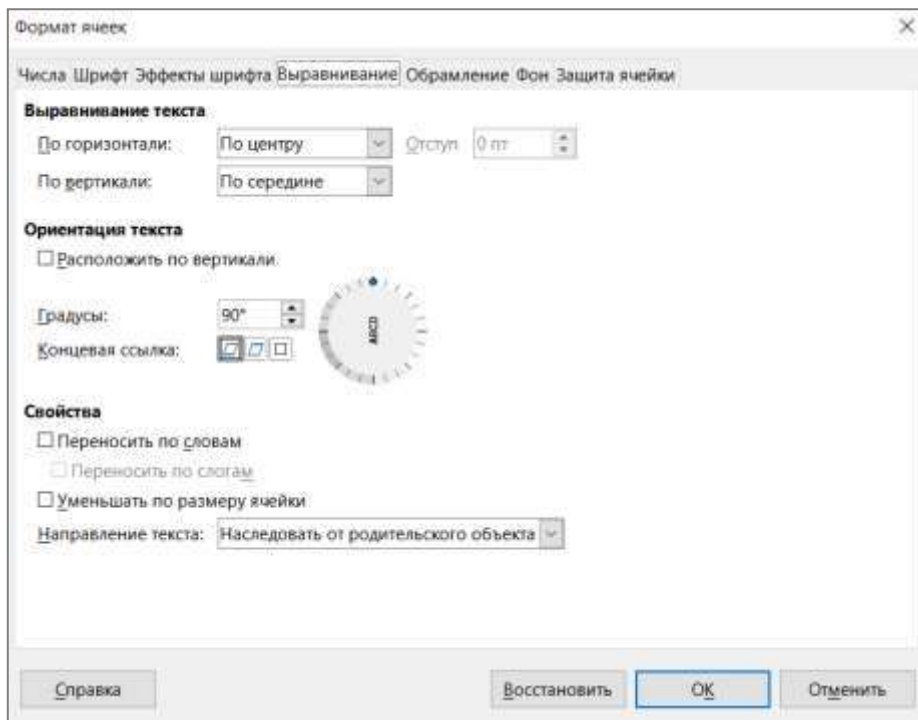 Формат ячеек
Числа Шрифт Эффекты шрифта Выравнивание Обрамление Фон Защита ячейки
Выравнивание текста
По горизонтали: По центру Отступ 0 пт
По вертикали: По середине
Ориентация текста
Расположить по вертикали
Градусы: 90°
ABCD
Концевая ссылка:
Свойства
Переносить по словам
Переносить по слогам
Уменьшать по размеру ячейки
Направление текста: Наследовать от родительского объекта
Справка Восстановить OK Отменить